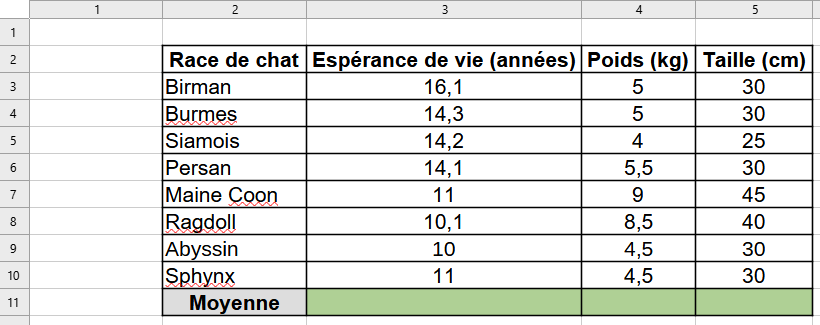 1 2 3 4 5
1
2 Race de chat Espérance de vie (années) Poids (kg) Taille (cm)
3 Birman 16,1 5 30
4 Burmes 14,3 5 30
5 Siamois 14,2 4 25
6 Persan 14,1 5,5 30
7 Maine Coon 11 9 45
8 Ragdoll 10,1 8,5 40
9 Abyssin 10 4,5 30
10 Sphynx 11 4,5 30
11 Moyenne